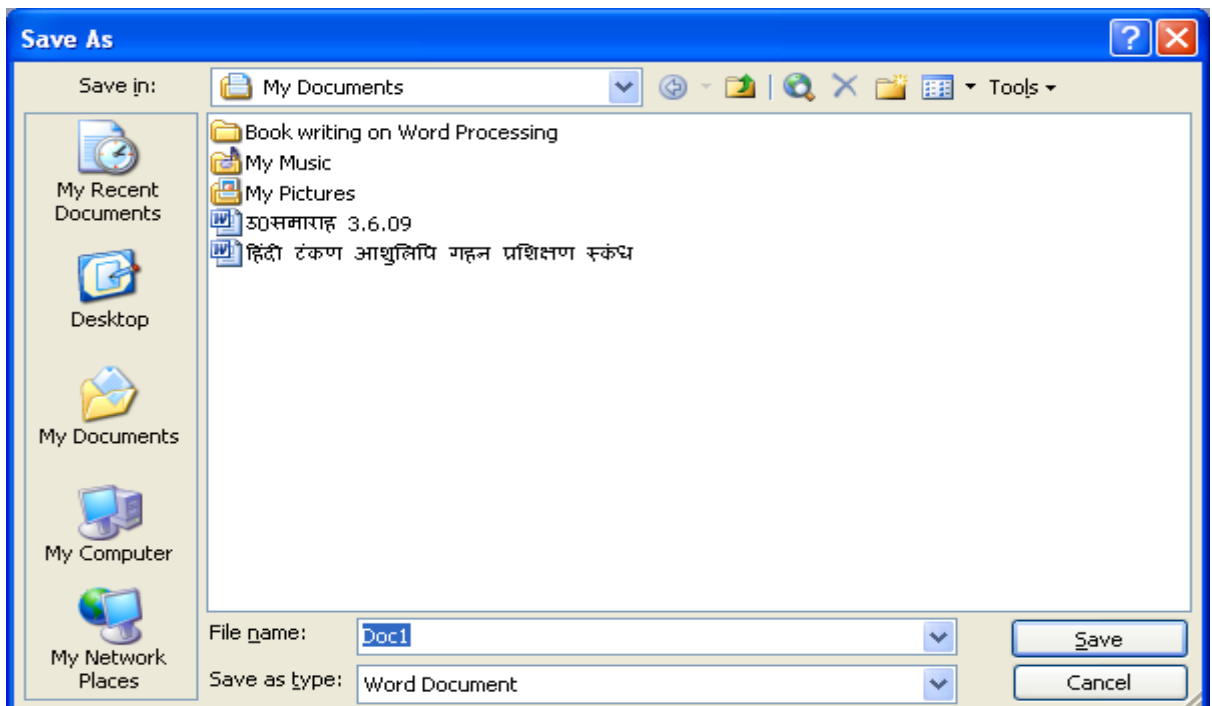 Save As
Save in:
My Documents
Tools
My Recent
Documents
Desktop
My Documents
My Computer
My Network
Places
Book writing on Word Processing
My Music
My Pictures
उ0समाराह 3.6.09
हिंदी टंकण आशुलिपि गहन प्रशिक्षण स्कंध
File name:
Doc1
Save
Save as type:
Word Document
Cancel